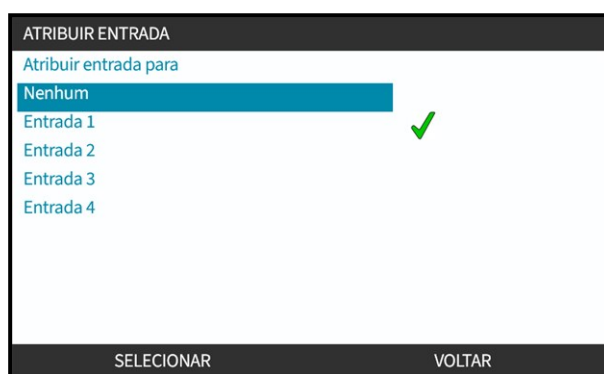 ATRIBUIR ENTRADA
Atribuir entrada para
Nenhum
Entrada 1
Entrada 2
Entrada 3
Entrada 4
SELECIONAR VOLTAR